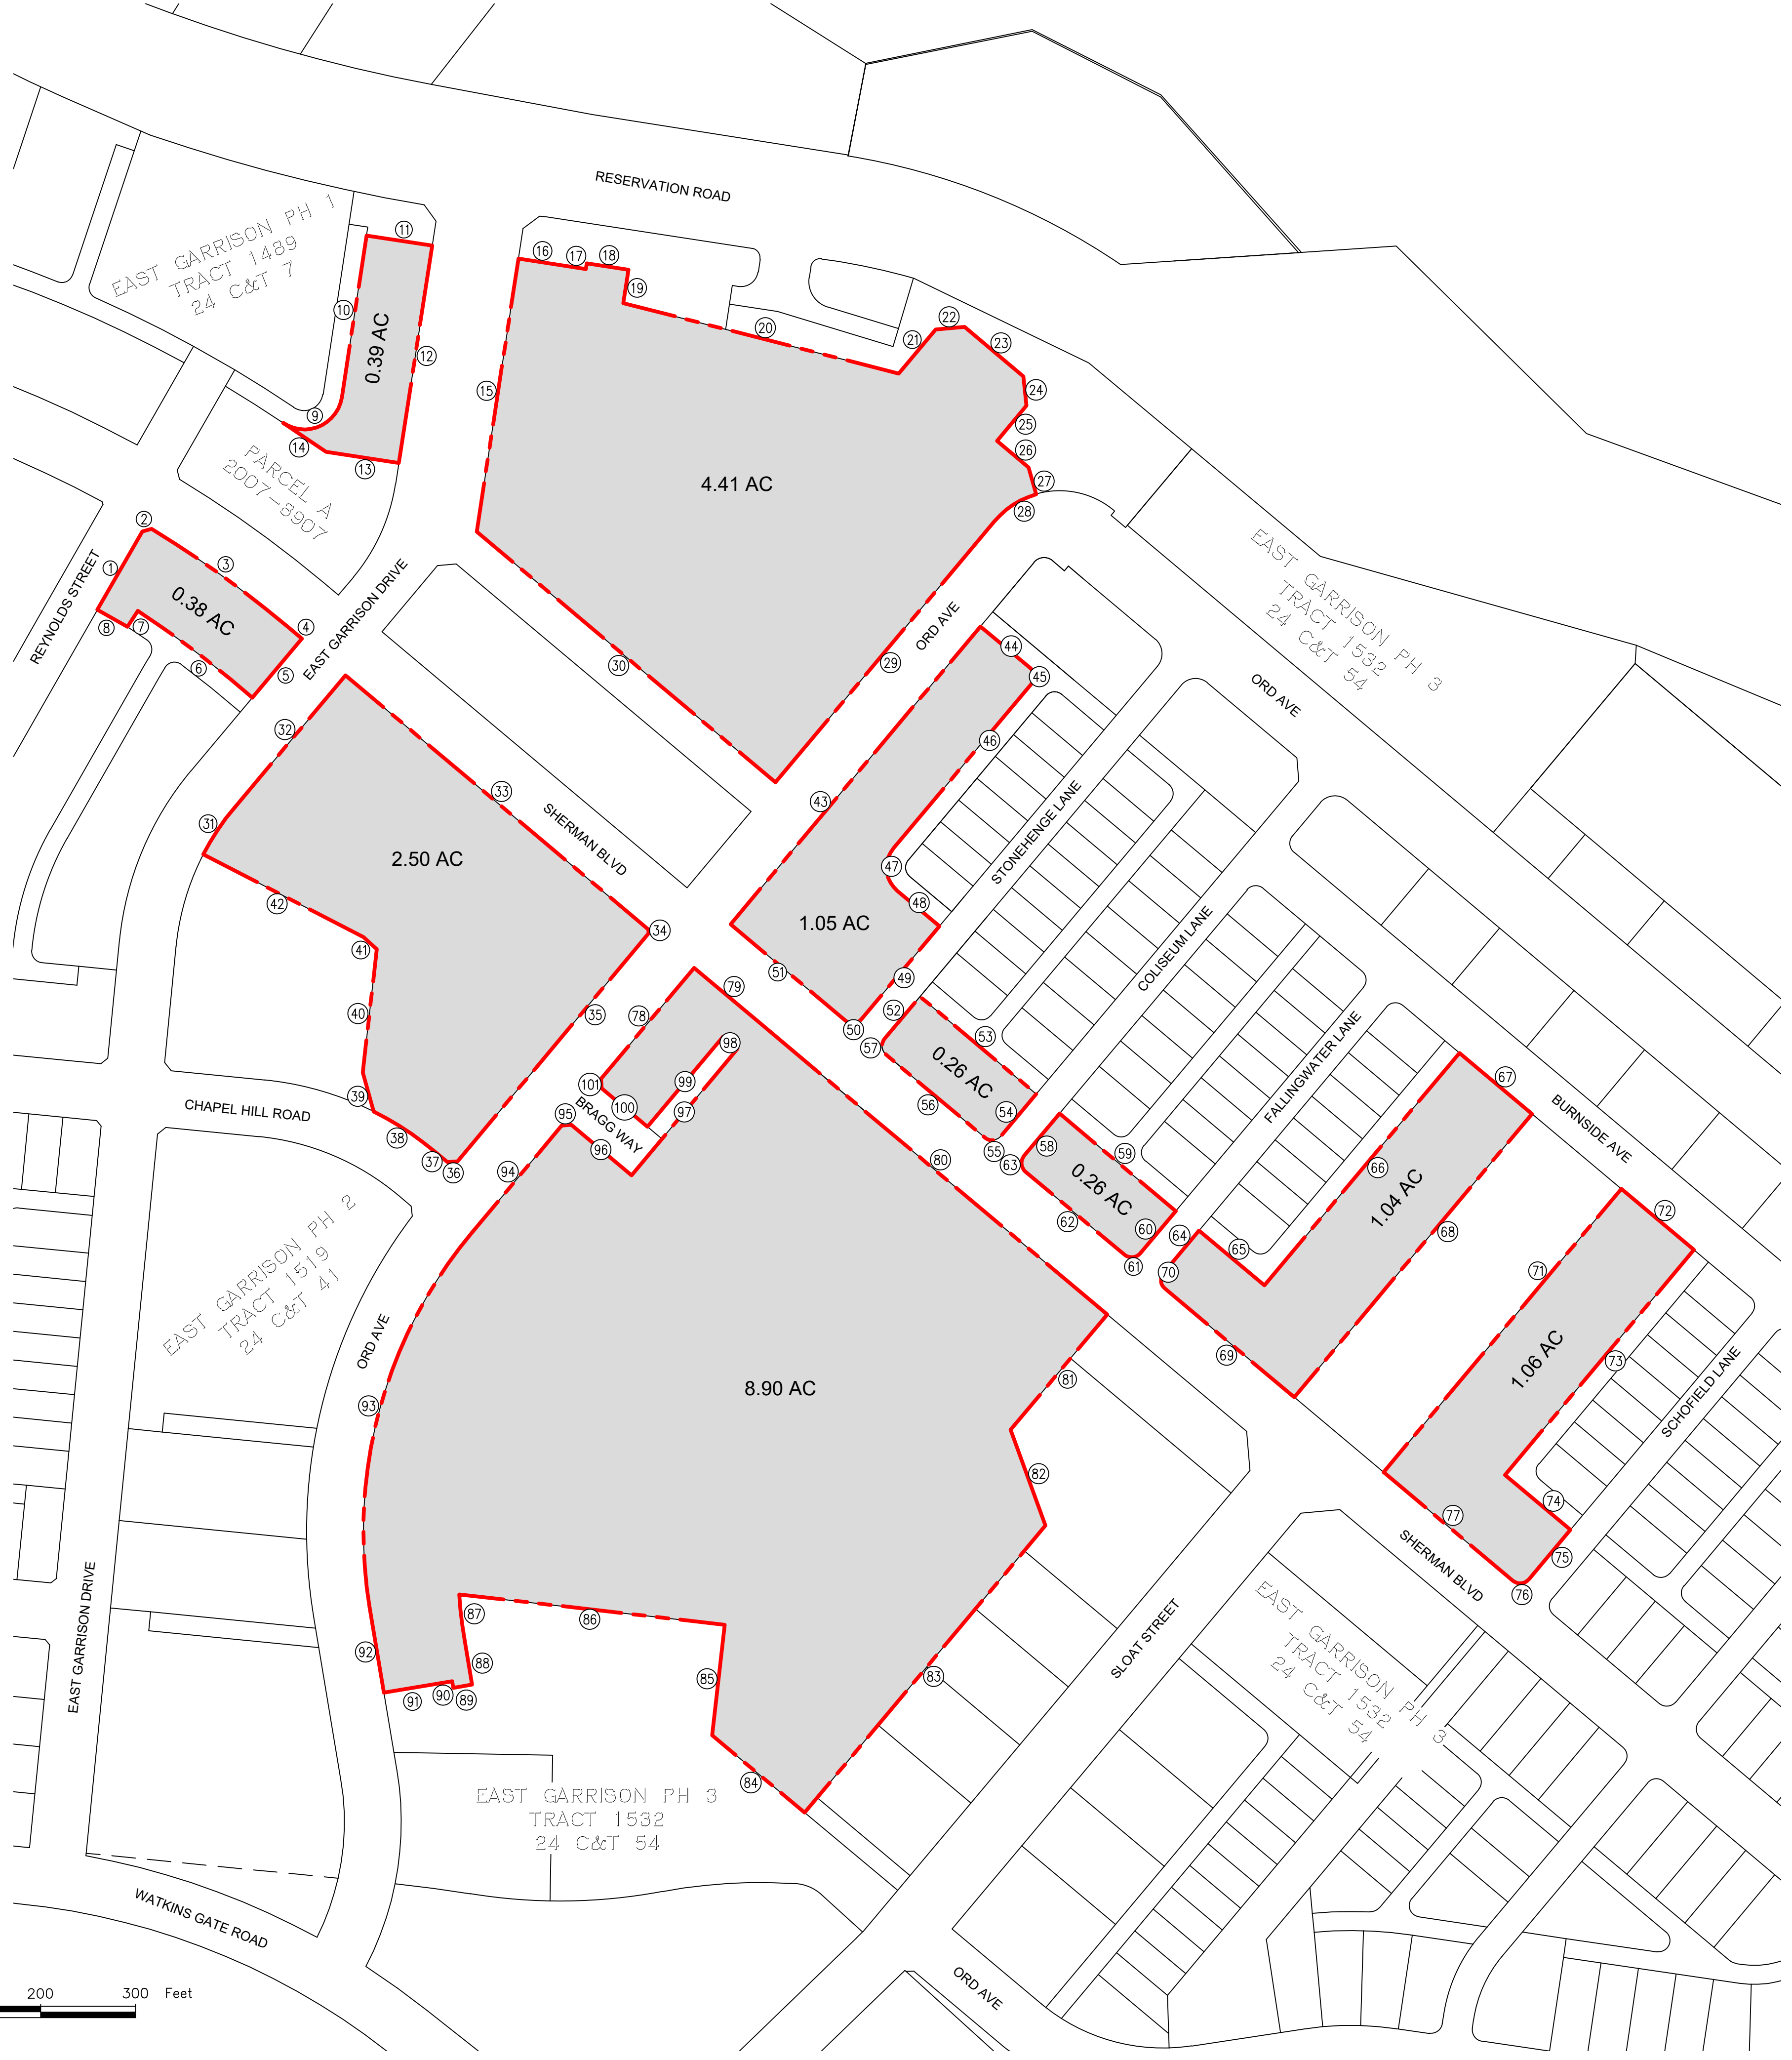 RESERVATION ROAD
EAST GARRISON PH 1
TRACT 1489
24 C&T 7
11
10
0.39 AC
12
9
14
13
16
17
18
19
20
21
22
23
24
25
26
27
28
15
4.41 AC
29
30
PARCEL A
2007-8907
REYNOLDS STREET
1
2
3
4
5
6
7
8
0.38 AC
EAST GARRISON DRIVE
ORD AVE
EAST GARRISON PH 3
TRACT 1532
24 C&T 54
ORD AVE
44
45
46
43
47
48
49
50
51
1.05 AC
STONEHENGE LANE
32
33
31
2.50 AC
SHERMAN BLVD
34
35
42
41
40
39
38
37
36
CHAPEL HILL ROAD
COLISEUM LANE
52
53
54
55
56
57
0.26 AC
FALLINGWATER LANE
58
59
60
61
62
63
0.26 AC
64
65
66
67
68
69
70
1.04 AC
BURNSIDE AVE
71
72
73
74
75
76
77
1.06 AC
SCHOFIELD LANE
78
79
98
99
97
101
100
BRAGG WAY
95
96
94
80
8.90 AC
81
82
83
84
85
86
87
88
89
90
91
92
93
ORD AVE
EAST GARRISON PH 2
TRACT 1519
24 C&T 41
EAST GARRISON DRIVE
SLOAT STREET
SHERMAN BLVD
EAST GARRISON PH 3
TRACT 1532
24 C&T 54
EAST GARRISON PH 3
TRACT 1532
24 C&T 54
WATKINS GATE ROAD
ORD AVE
200 300 Feet